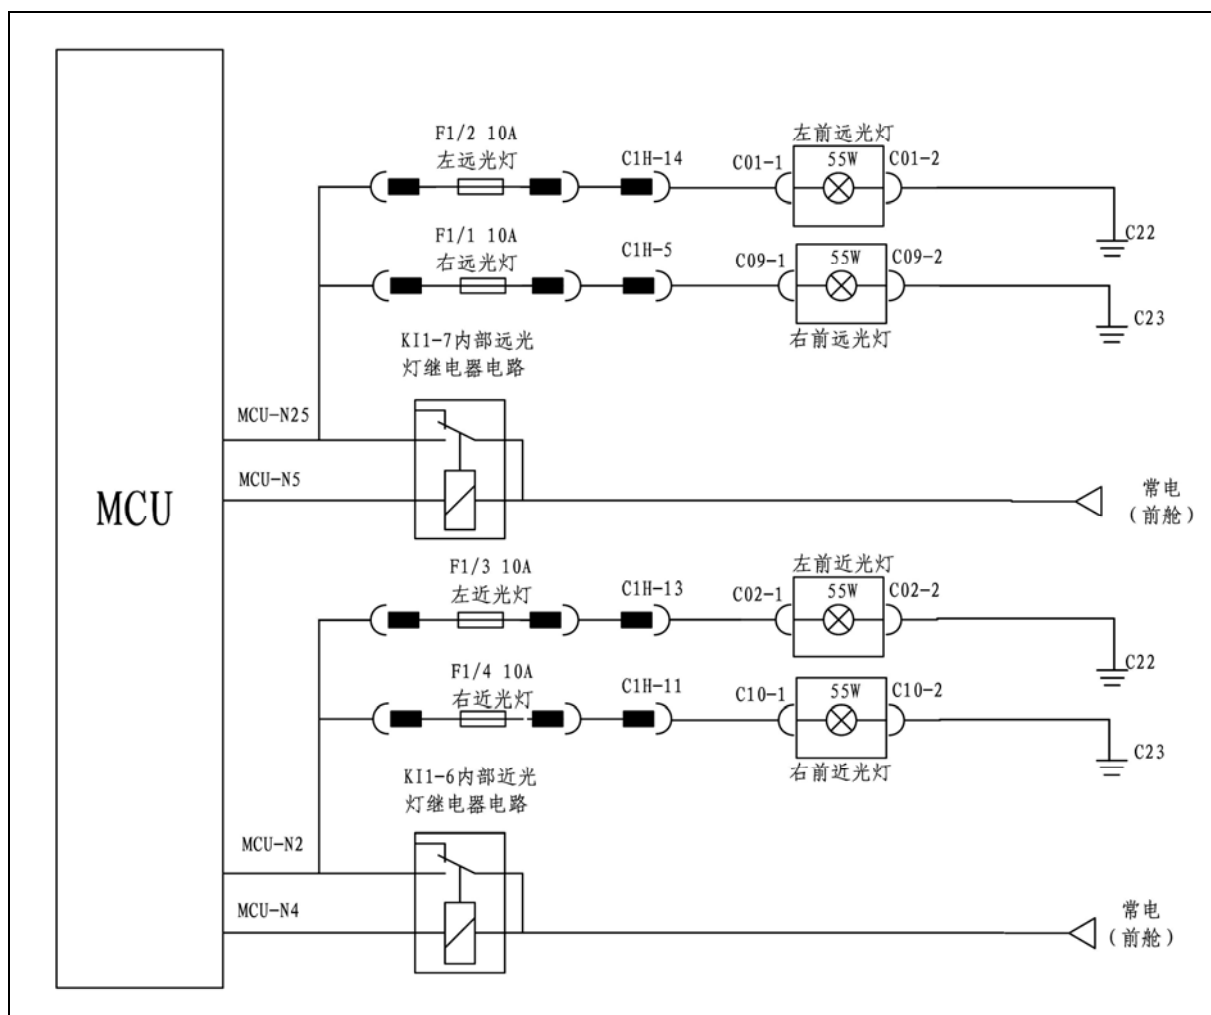 F1/2 10A
左远光灯
C1H-14
C01-1
左前远光灯
55W
C01-2
C22
F1/1 10A
右远光灯
C1H-5
C09-1
55W
C09-2
C23
右前远光灯
KI1-7内部远光
灯继电器电路
MCU-N25
MCU-N5
MCU
常电
(前舱)
F1/3 10A
左近光灯
C1H-13
C02-1
左前近光灯
55W
C02-2
C22
F1/4 10A
右近光灯
C1H-11
C10-1
55W
C10-2
C23
右前近光灯
KI1-6内部近光
灯继电器电路
MCU-N2
MCU-N4
常电
(前舱)